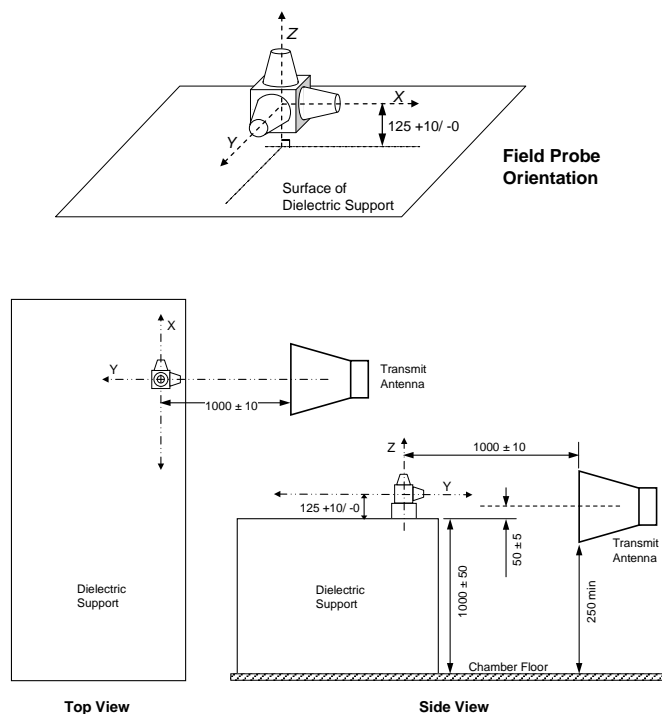 Z
X
125 +10/ -0
Y
Field Probe
Orientation
Surface of
Dielectric Support
X
Y
Transmit
Antenna
1000 ± 10
1000 ± 10
Z
Y
125 +10/ -0
50 ± 5
Transmit
Antenna
Dielectric
Support
Dielectric
Support
1000 ± 50
250 min
Chamber Floor
Top View
Side View